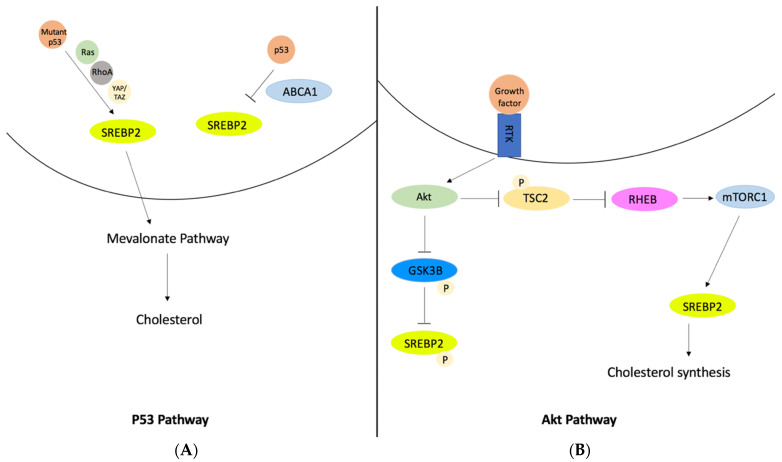 Mutant
p53
Ras
RhoA
YAP/
TAZ
SREBP2
p53
ABCA1
SREBP2
Mevalonate Pathway
Cholesterol
P53 Pathway
(A)
Growth
factor
RTK
Akt
P
TSC2
RHEB
mTORC1
GSK3B
P
SREBP2
P
SREBP2
Cholesterol synthesis
Akt Pathway
(B)